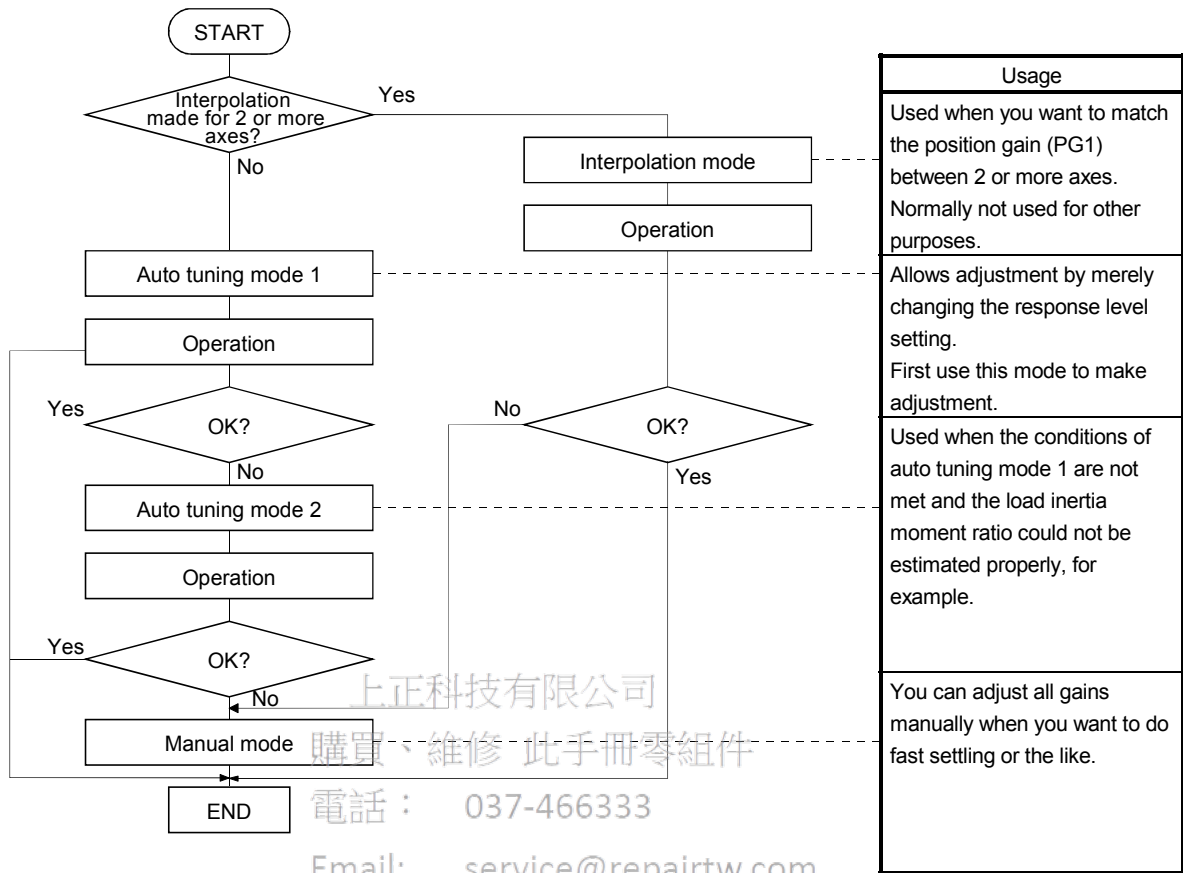 START
Interpolation
made for 2 or more
axes?
Yes
No
Interpolation mode
Operation
Auto tuning mode 1
Operation
Yes
OK?
No
No
OK?
Yes
Auto tuning mode 2
Operation
Yes
OK?
No
Manual mode
END
Usage
Used when you want to match
the position gain (PG1)
between 2 or more axes.
Normally not used for other
purposes.
Allows adjustment by merely
changing the response level
setting.
First use this mode to make
adjustment.
Used when the conditions of
auto tuning mode 1 are not
met and the load inertia
moment ratio could not be
estimated properly, for
example.
You can adjust all gains
manually when you want to do
fast settling or the like.
上正科技有限公司
購買、維修 此手冊零組件
電話： 037-466333
Email: service@repairtw.com